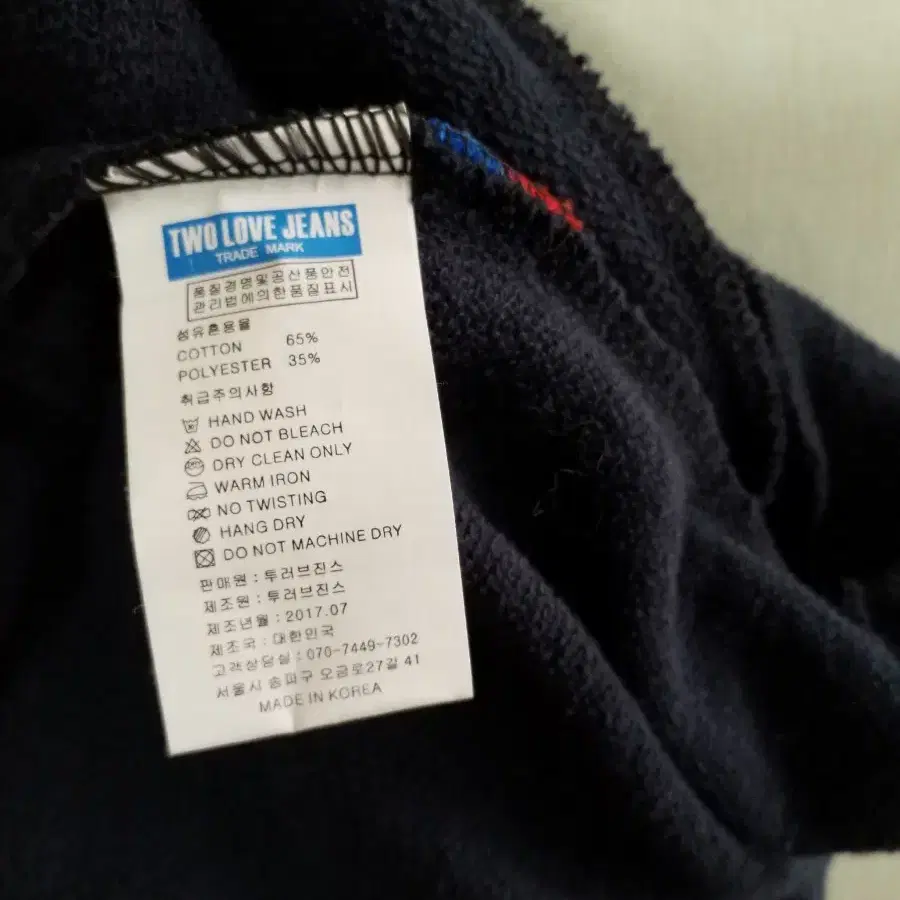 TWO LOVE JEANS
TRADE MARK
품질경영및공산품안전
관리법에의한품질표시
섬유혼용율
COTTON 65%
POLYESTER 35%
취급주의사항
HAND WASH
DO NOT BLEACH
DRY CLEAN ONLY
WARM IRON
NO TWISTING
HANG DRY
DO NOT MACHINE DRY
판매원 : 투러브진스
제조원 : 투러브진스
제조년월 : 2017.07
제조국 : 대한민국
고객상담실 : 070-7449-7302
서울시 송파구 오금로27길 41
MADE IN KOREA